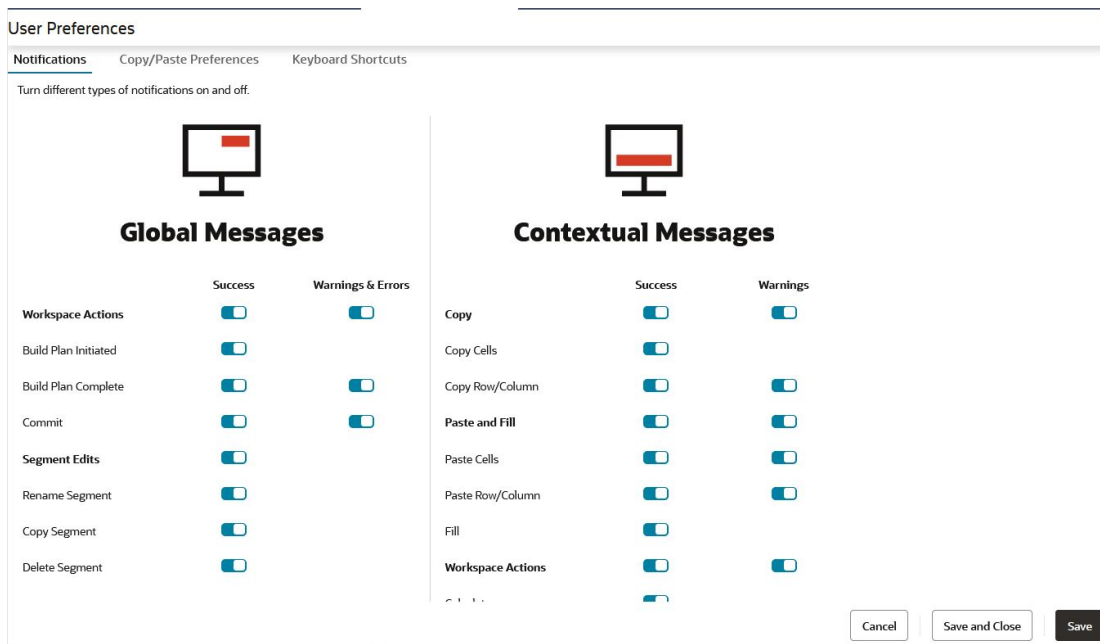 User Preferences
Notifications Copy/Paste Preferences Keyboard Shortcuts
Turn different types of notifications on and off.
Global Messages
Success Warnings & Errors
Workspace Actions
Build Plan Initiated
Build Plan Complete
Commit
Segment Edits
Rename Segment
Copy Segment
Delete Segment
Contextual Messages
Success Warnings
Copy
Copy Cells
Copy Row/Column
Paste and Fill
Paste Cells
Paste Row/Column
Fill
Workspace Actions
Cancel Save and Close Save